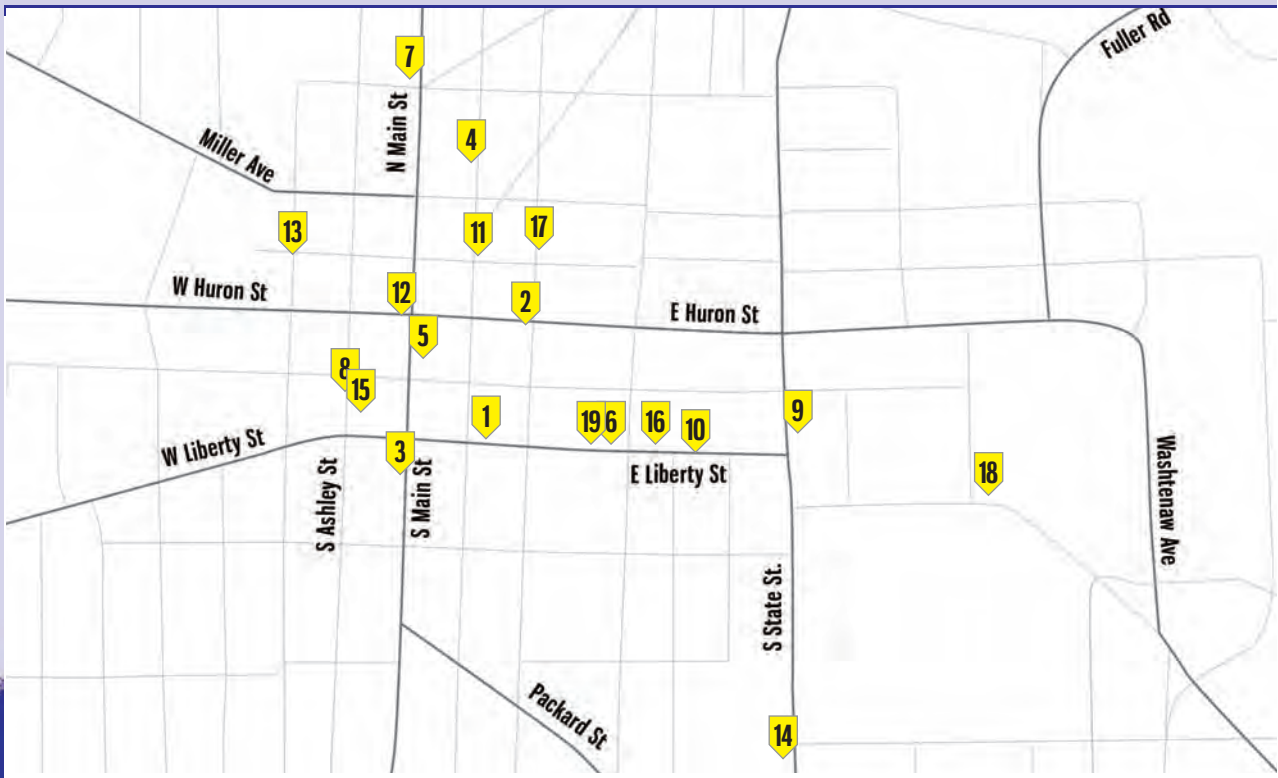 Fuller Rd
7
N Main St
4
Miller Ave
13
11
17
W Huron St
12
2
E Huron St
5
8
15
1
19
6
16
10
9
W Liberty St
3
E Liberty St
18
S Ashley St
S Main St
Washtenaw Ave
S State St.
Packard St
14